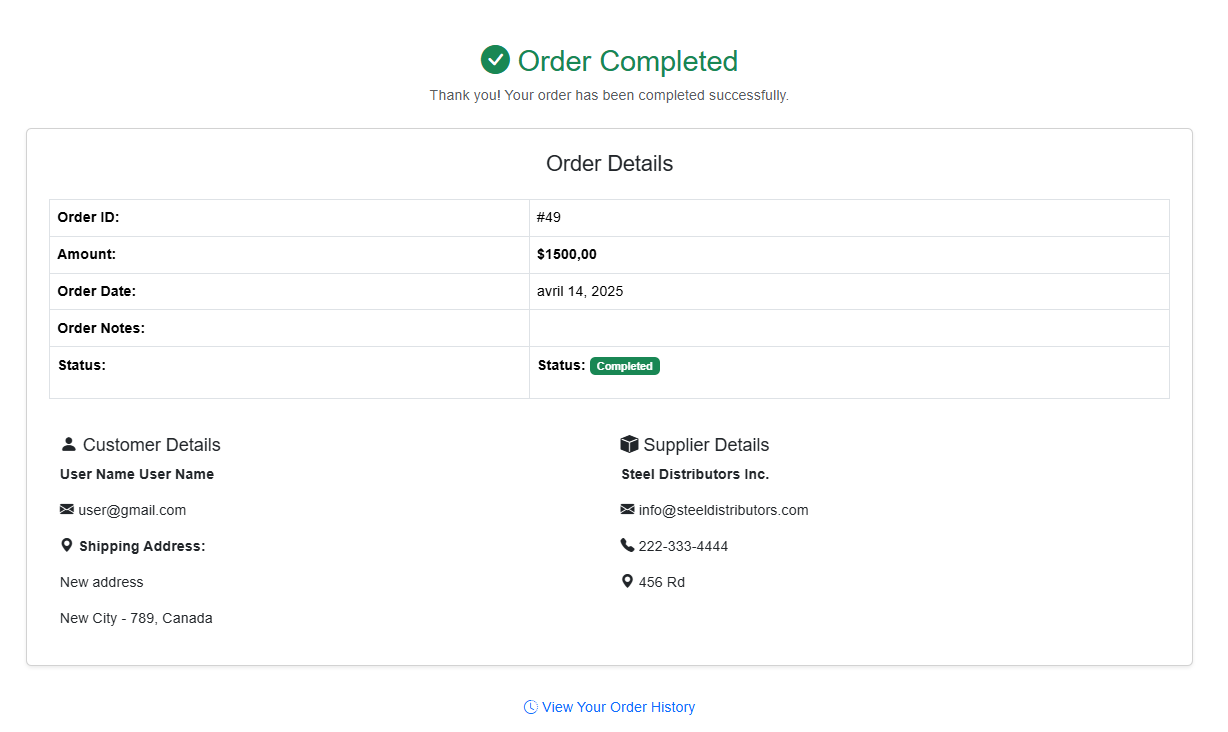 Order Completed
Thank you! Your order has been completed successfully.
Order Details
Order ID: #49
Amount: $1500,00
Order Date: avril 14, 2025
Order Notes:
Status: Status: Completed
Customer Details
User Name User Name
user@gmail.com
Shipping Address:
New address
New City - 789, Canada
Supplier Details
Steel Distributors Inc.
info@steeldistributors.com
222-333-4444
456 Rd
View Your Order History